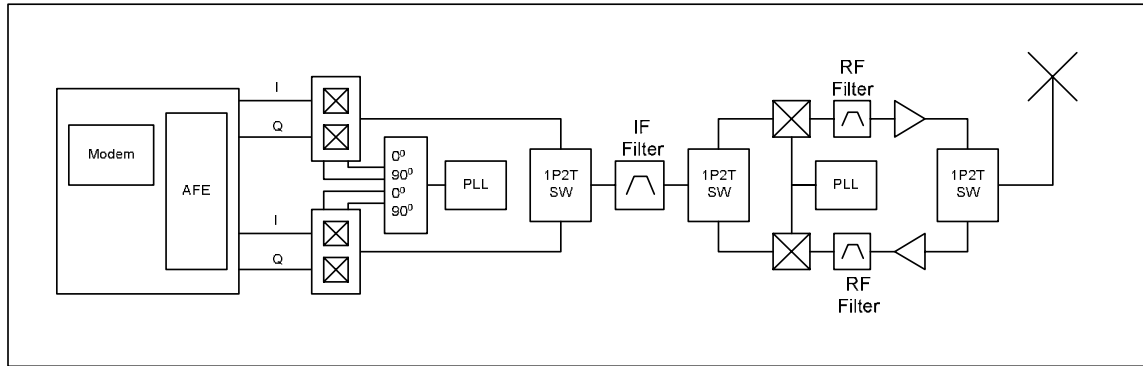 Modem
AFE
I
Q
I
Q
0⁰
90⁰
0⁰
90⁰
PLL
1P2T
SW
IF
Filter
1P2T
SW
RF
Filter
PLL
RF
Filter
1P2T
SW